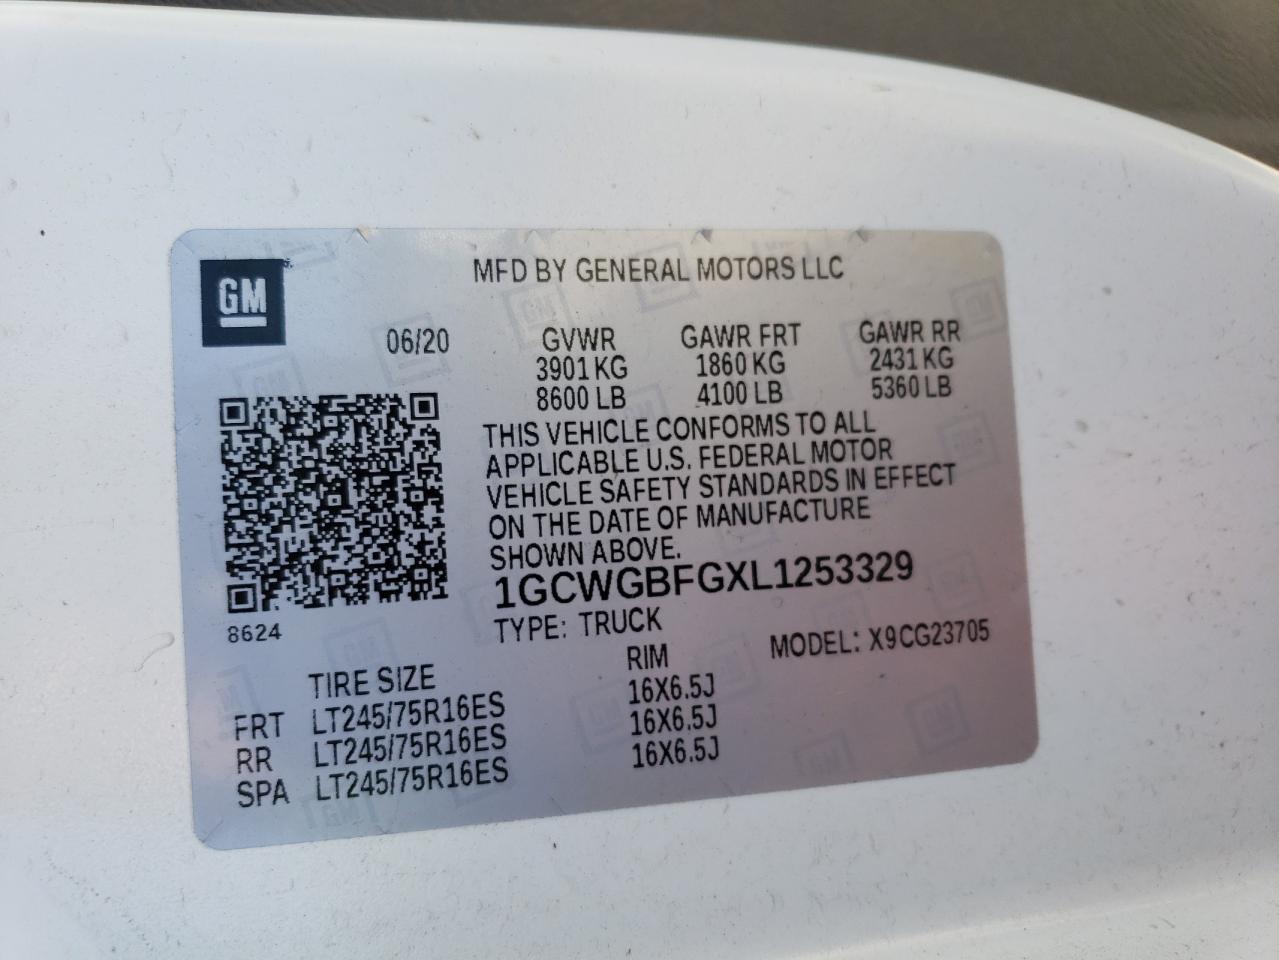 MFD BY GENERAL MOTORS LLC
GM
06/20
GVWR GAWR FRT GAWR RR
3901 KG 1860 KG 2431 KG
8600 LB 4100 LB 5360 LB
THIS VEHICLE CONFORMS TO ALL
APPLICABLE U.S. FEDERAL MOTOR
VEHICLE SAFETY STANDARDS IN EFFECT
ON THE DATE OF MANUFACTURE
SHOWN ABOVE.
1GCWGBFGXL1253329
8624
TYPE: TRUCK MODEL: X9CG23705
TIRE SIZE RIM
FRT LT245/75R16ES 16X6.5J
RR LT245/75R16ES 16X6.5J
SPA LT245/75R16ES 16X6.5J